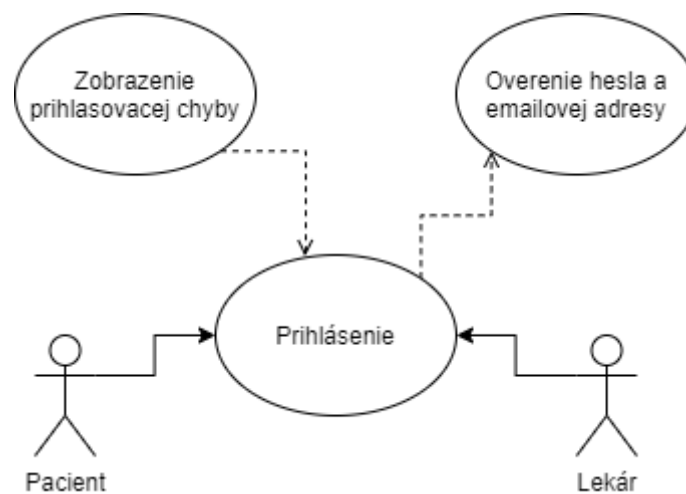 Zobrazenie
prihlasovacej chyby
Overenie hesla a
emailovej adresy
Prihlásenie
Pacient
Lekár